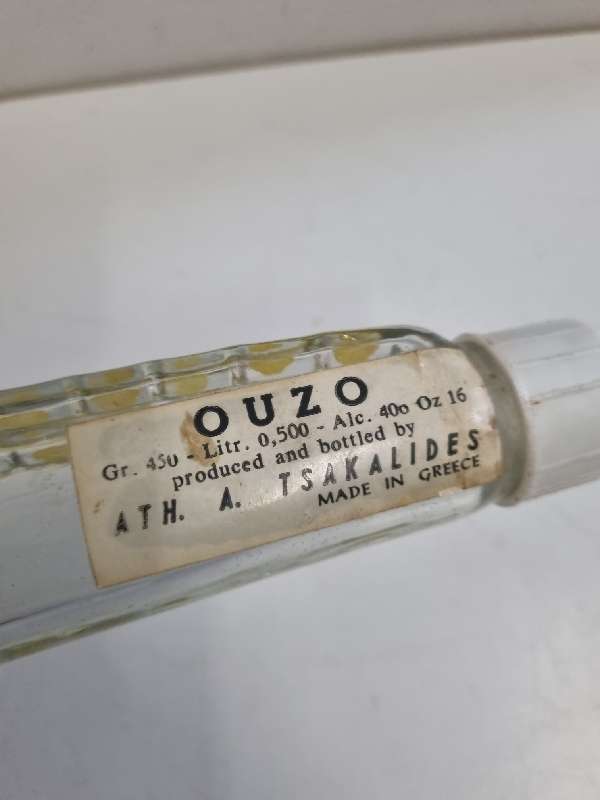 OUZO
Gr. 450 - Litr. 0,500 - Alc. 40o Oz 16
produced and bottled by
ATH. A. TSAKALIDES
MADE IN GREECE